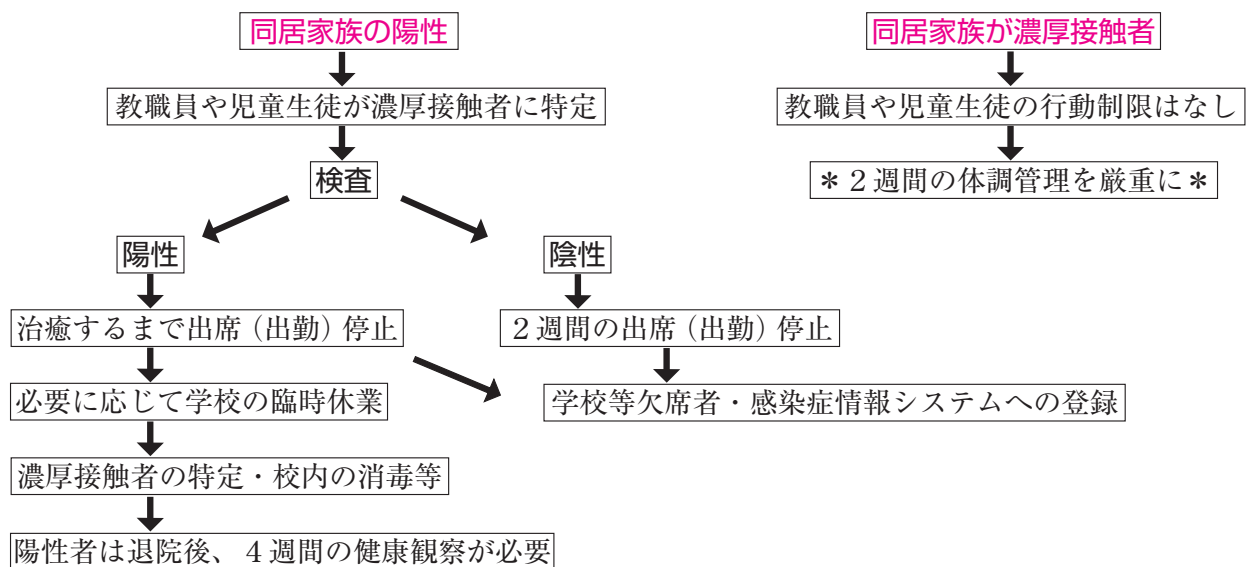 同居家族の陽性
教職員や児童生徒が濃厚接触者に特定
検査
陽性
治癒するまで出席（出勤）停止
必要に応じて学校の臨時休業
濃厚接触者の特定・校内の消毒等
陽性者は退院後、４週間の健康観察が必要
陰性
２週間の出席（出勤）停止
学校等欠席者・感染症情報システムへの登録
同居家族が濃厚接触者
教職員や児童生徒の行動制限はなし
＊２週間の体調管理を厳重に＊